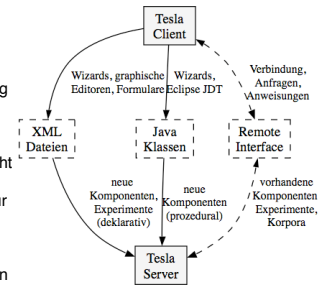 Tesla
Client
Wizards, graphische
Editoren, Formulare
Wizards,
Eclipse JDT
Verbindung,
Anfragen,
Anweisungen
g
XML
Dateien
Java
Klassen
Remote
Interface
ht
neue
Komponenten,
Experimente
(deklarativ)
neue
Komponenten
(prozedural)
vorhandene
Komponenten
Experimente,
Korpora
r
Tesla
Server
n